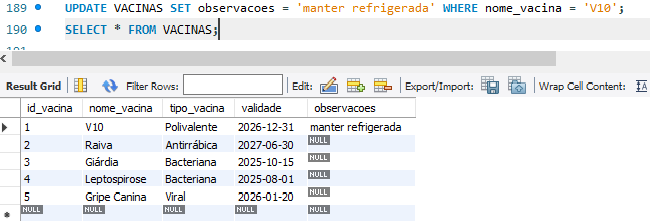 189 UPDATE VACINAS SET observacoes = 'manter refrigerada' WHERE nome_vacina = 'V10';
190 SELECT * FROM VACINAS;
Result Grid Filter Rows: Edit: Export/Import: Wrap Cell Content:
id_vacina nome_vacina tipo_vacina validade observacoes
1 V10 Polivalente 2026-12-31 manter refrigerada
2 Raiva Antirrábica 2027-06-30 NULL
3 Giárdia Bacteriana 2025-10-15 NULL
4 Leptospirose Bacteriana 2025-08-01 NULL
5 Gripe Canina Viral 2026-01-20 NULL
NULL NULL NULL NULL NULL